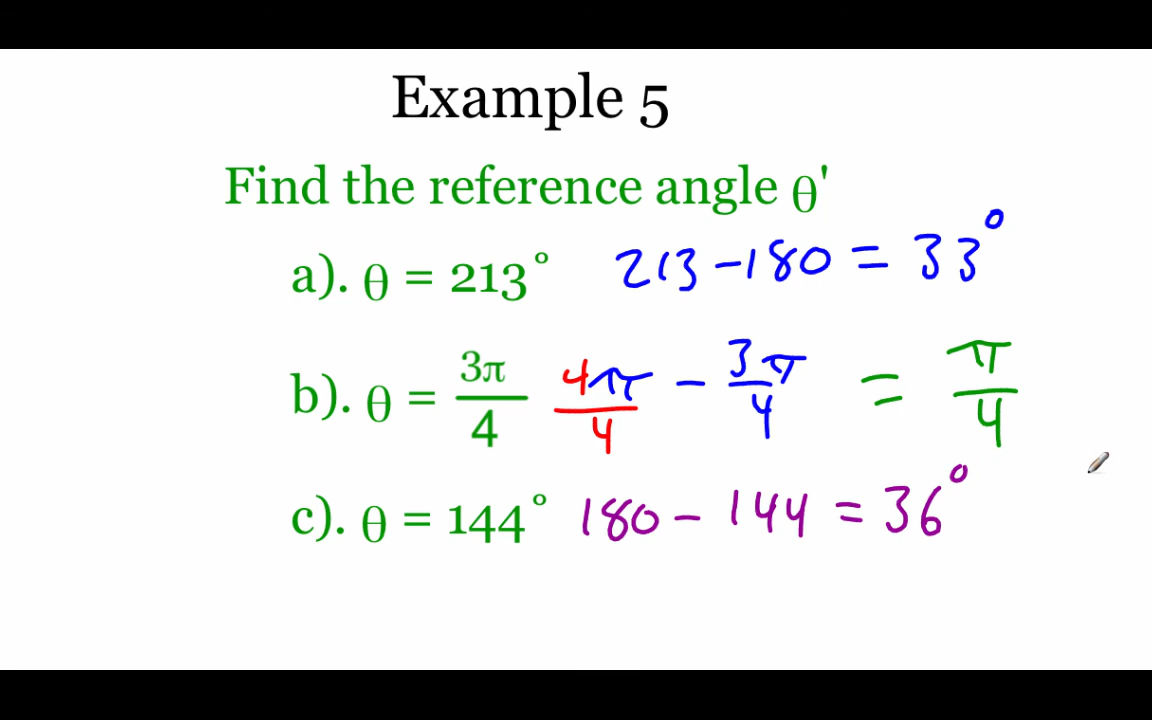 Example 5
Find the reference angle θ'
a). θ = 213° 213 - 180 = 33°
b). θ = 3π/4 4π/4 - 3π/4 = π/4
c). θ = 144° 180 - 144 = 36°